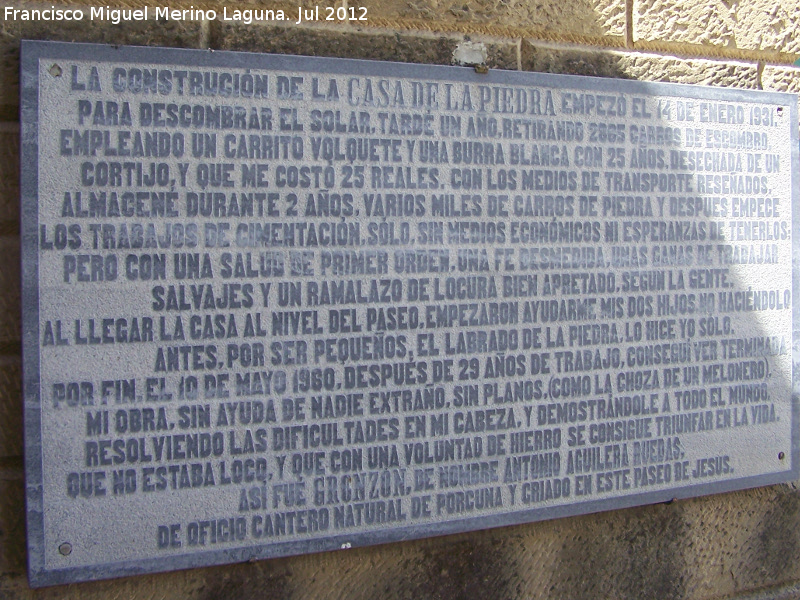 Francisco Miguel Merino Laguna. Jul 2012
LA CONSTRUCIÓN DE LA CASA DE LA PIEDRA EMPEZÓ EL 14 DE ENERO 1931.
PARA DESCOMBRAR EL SOLAR, TARDÉ UN AÑO, RETIRANDO 2865 CARROS DE ESCOMBRO,
EMPLEANDO UN CARRITO VOLQUETE Y UNA BURRA BLANCA CON 25 AÑOS, DESECHADA DE UN
CORTIJO, Y QUE ME COSTÓ 25 REALES, CON LOS MEDIOS DE TRANSPORTE RESEÑADOS,
ALMACENÉ DURANTE 2 AÑOS, VARIOS MILES DE CARROS DE PIEDRA Y DESPUÉS EMPECÉ
LOS TRABAJOS DE CIMENTACIÓN, SÓLO, SIN MEDIOS ECONÓMICOS NI ESPERANZAS DE TENERLOS;
PERO CON UNA SALUD DE PRIMER ORDEN, UNA FE DESMEDIDA, UNAS GANAS DE TRABAJAR
SALVAJES Y UN RAMALAZO DE LOCURA BIEN APRETADO, SEGÚN LA GENTE.
AL LLEGAR LA CASA AL NIVEL DEL PASEO, EMPEZARON AYUDARME MIS DOS HIJOS NO HACIÉNDOLO
ANTES, POR SER PEQUEÑOS; EL LABRADO DE LA PIEDRA, LO HICE YO SÓLO.
POR FIN, EL 10 DE MAYO 1960, DESPUÉS DE 29 AÑOS DE TRABAJO, CONSEGUÍ VER TERMINADA
MI OBRA, SIN AYUDA DE NADIE EXTRAÑO, SIN PLANOS, (COMO LA CHOZA DE UN MELONERO),
RESOLVIENDO LAS DIFICULTADES EN MI CABEZA, Y DEMOSTRÁNDOLE A TODO EL MUNDO,
QUE NO ESTABA LOCO, Y QUE CON UNA VOLUNTAD DE HIERRO SE CONSIGUE TRIUNFAR EN LA VIDA.
ASÍ FUÉ GRONZÓN, DE NOMBRE ANTONIO AGUILERA RUEDAS,
DE OFICIO CANTERO NATURAL DE PORCUNA Y CRIADO EN ESTE PASEO DE JESÚS.